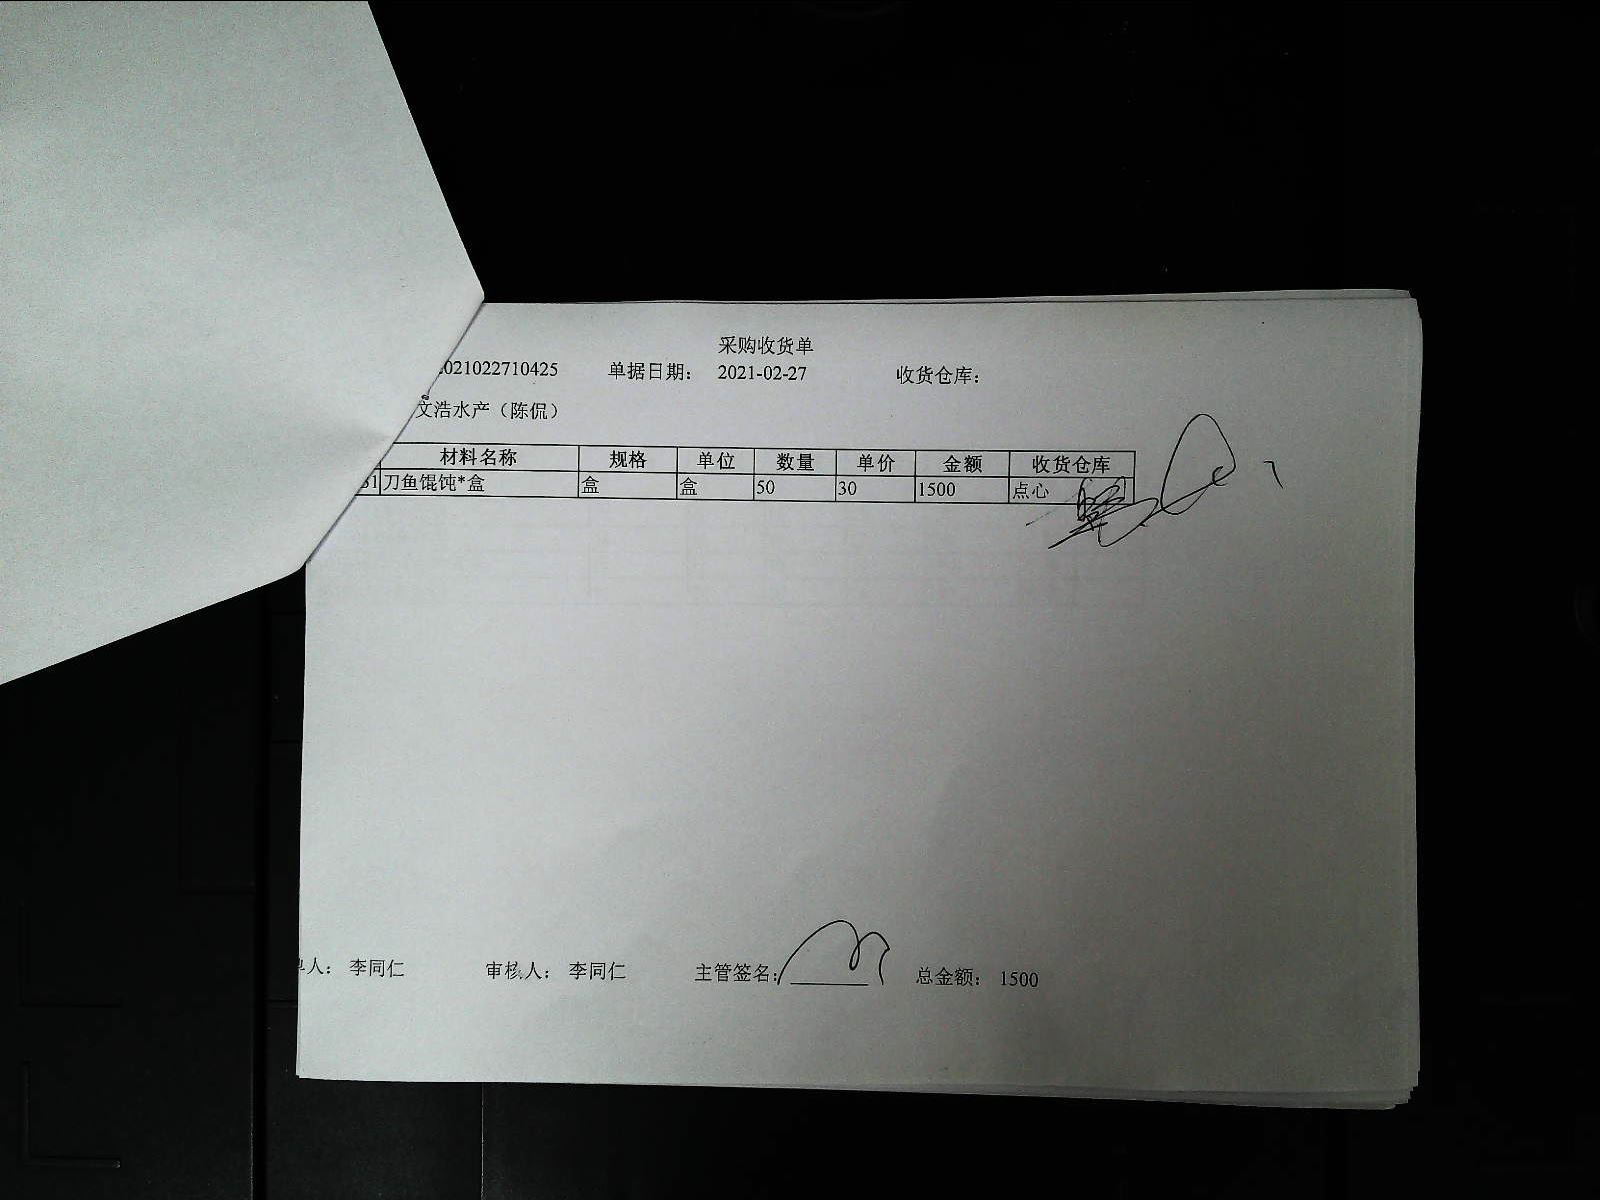 采购收货单
021022710425 单据日期： 2021-02-27 收货仓库：
文浩水产（陈侃）
材料名称 规格 单位 数量 单价 金额 收货仓库
51 刀鱼馄饨*盒 盒 盒 50 30 1500 点心
单人： 李同仁 审核人： 李同仁 主管签名： 总金额： 1500